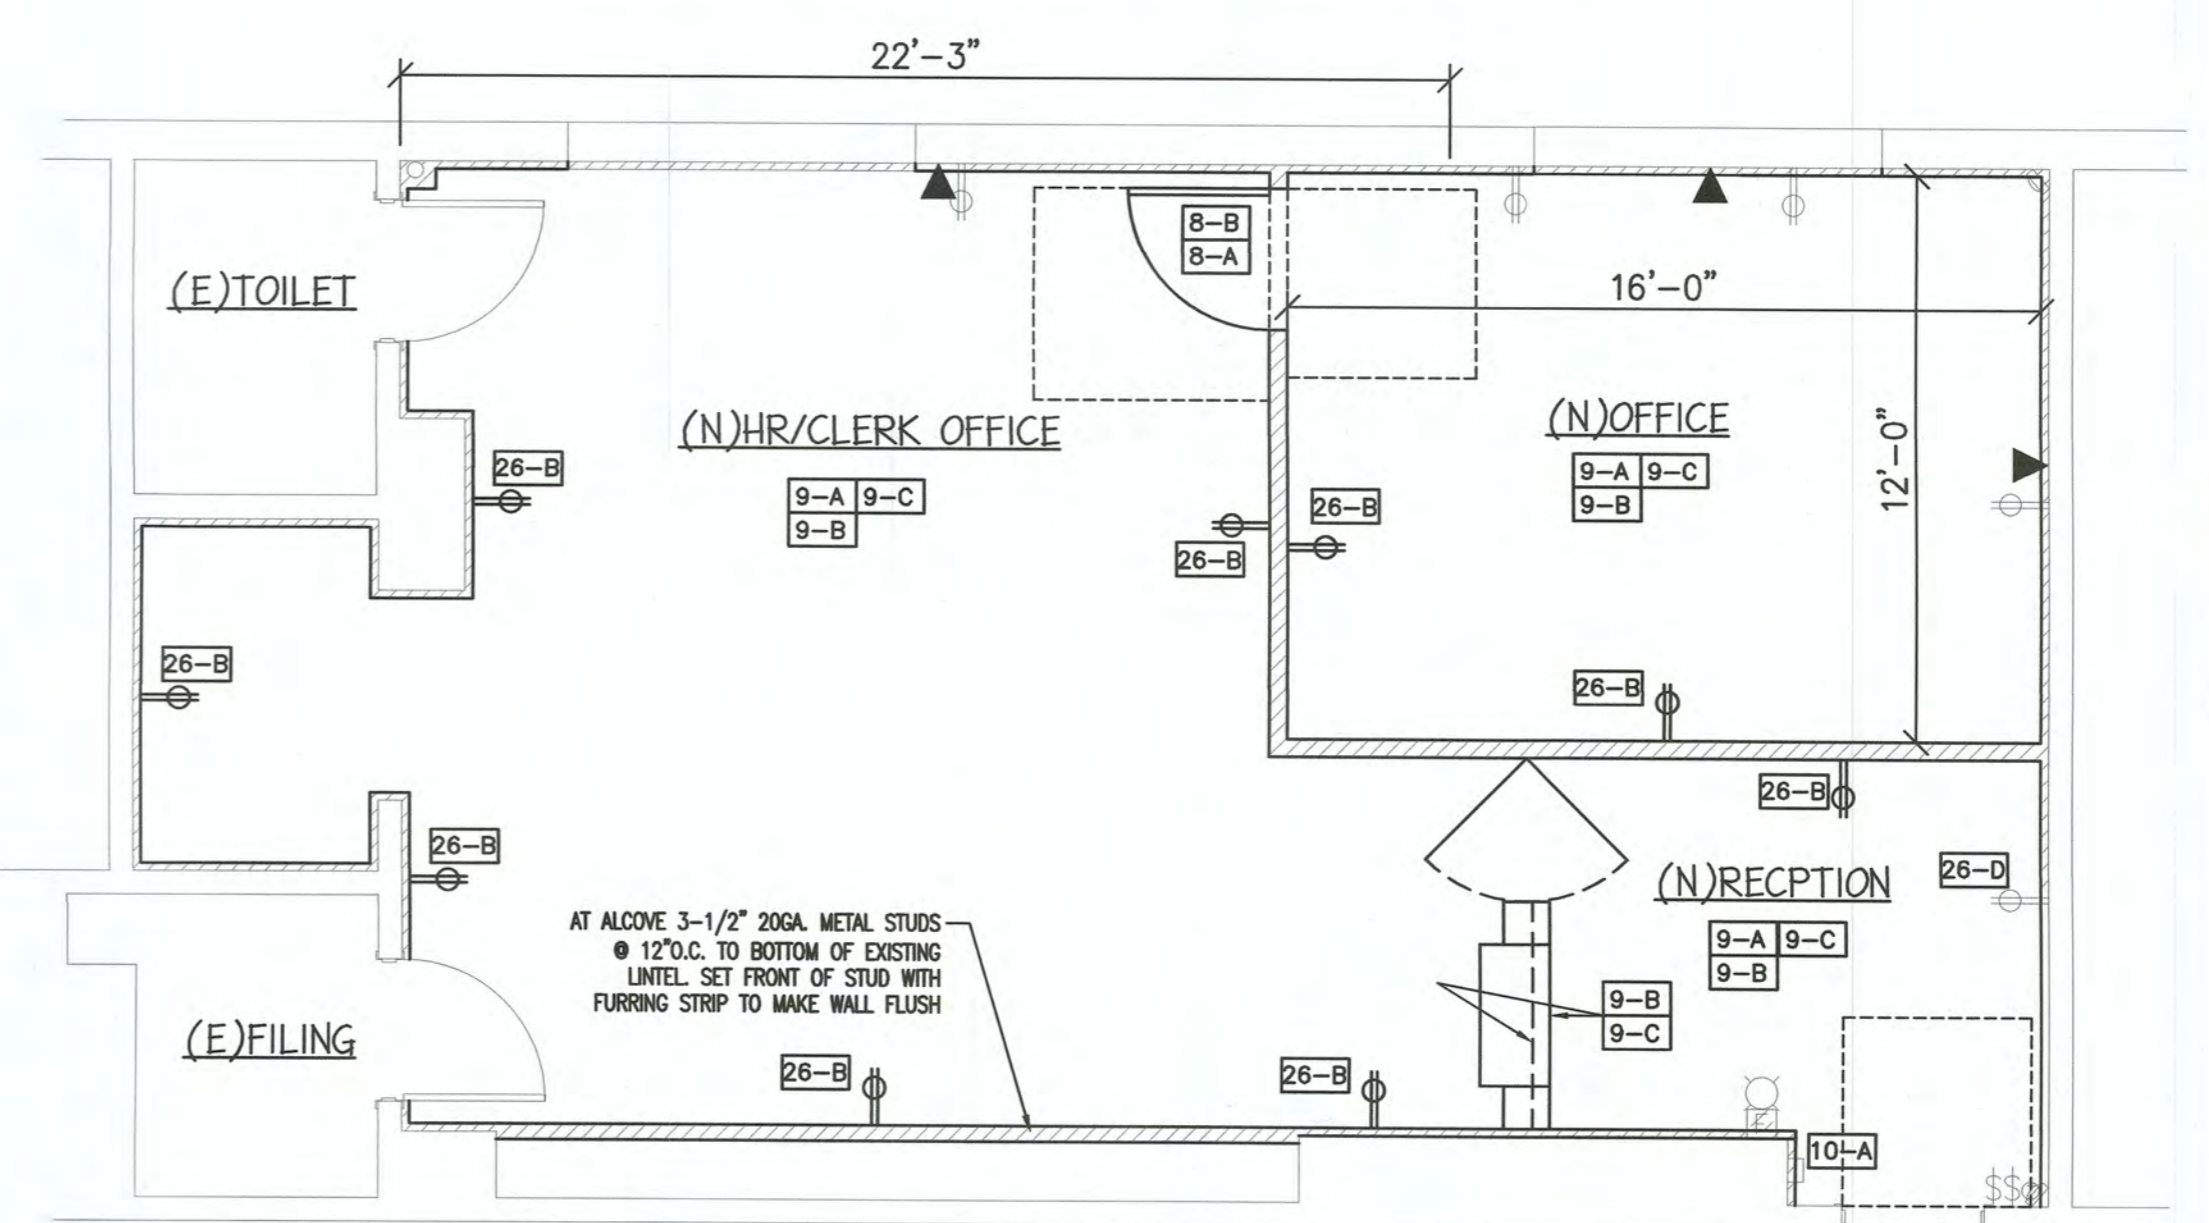 22'-3"
8-B
8-A
(E)TOILET
16'-0"
(N)HR/CLERK OFFICE
9-A 9-C
9-B
(N)OFFICE
9-A 9-C
9-B
12'-0"
26-B
26-B
26-B
26-B
26-B
26-B
26-B
26-D
(N)RECPTION
9-A 9-C
9-B
AT ALCOVE 3-1/2" 20GA. METAL STUDS
@ 12"O.C. TO BOTTOM OF EXISTING
LINTEL. SET FRONT OF STUD WITH
FURRING STRIP TO MAKE WALL FLUSH
9-B
9-C
(E)FILING
26-B
26-B
F
10-A
$$